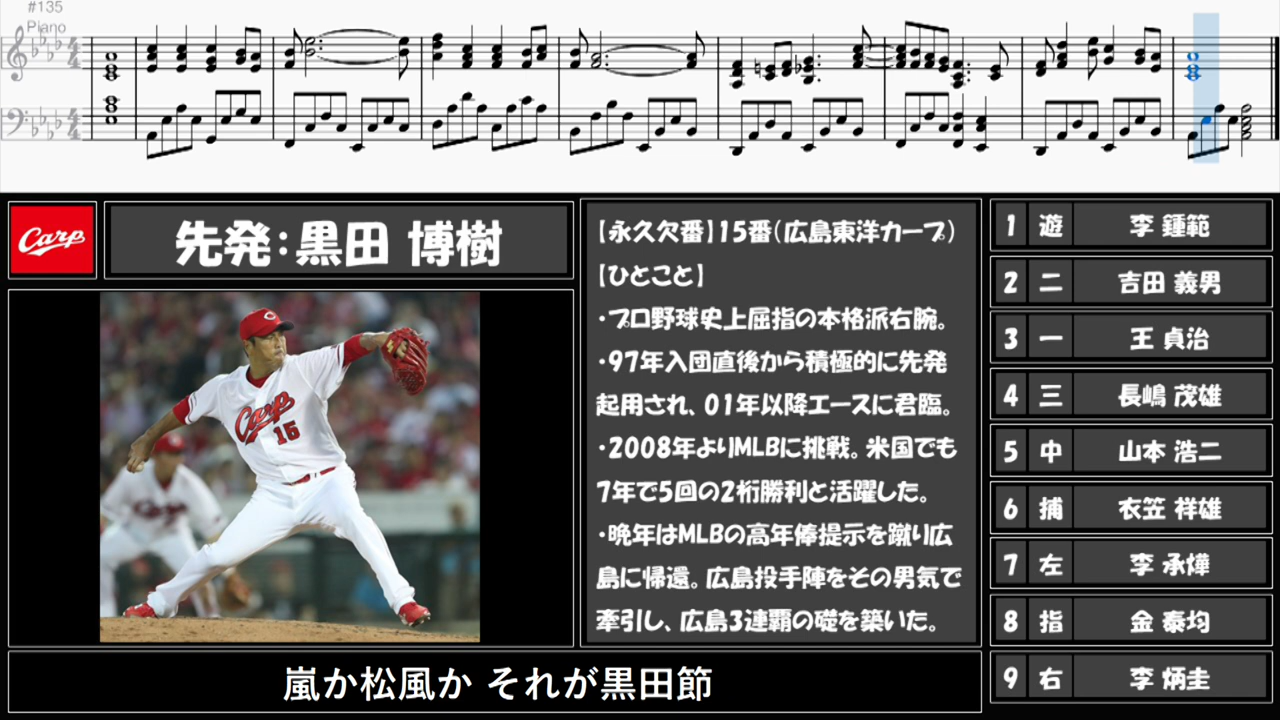 #135
Piano
Carp
先発:黒田 博樹
Carp
15
Carp
【永久欠番】15番(広島東洋カープ)
【ひとこと】
・プロ野球史上屈指の本格派右腕。
・97年入団直後から積極的に先発
起用され、01年以降エースに君臨。
・2008年よりMLBに挑戦。米国でも
7年で5回の2桁勝利と活躍した。
・晩年はMLBの高年俸提示を蹴り広
島に帰還。広島投手陣をその男気で
牽引し、広島3連覇の礎を築いた。
1 遊 李 鍾範
2 二 吉田 義男
3 一 王 貞治
4 三 長嶋 茂雄
5 中 山本 浩二
6 捕 衣笠 祥雄
7 左 李 承燁
8 指 金 泰均
9 右 李 炳圭
嵐か松風か それが黒田節